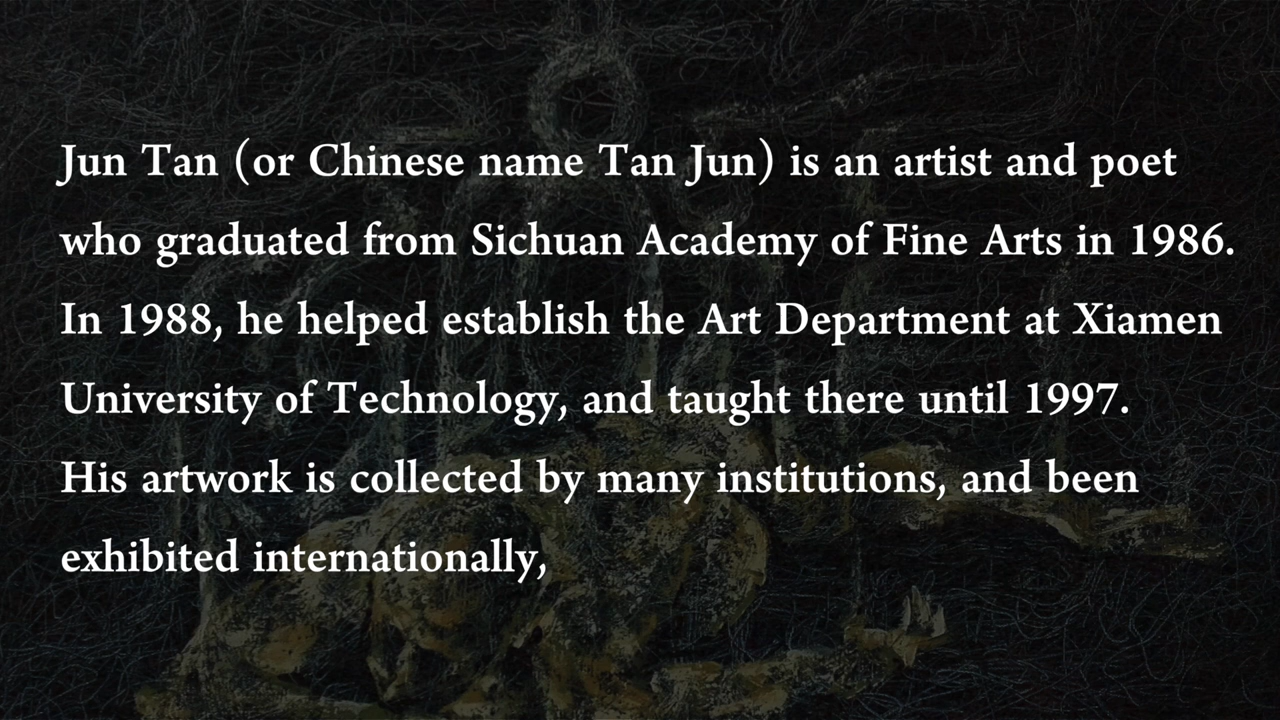 Jun Tan (or Chinese name Tan Jun) is an artist and poet
who graduated from Sichuan Academy of Fine Arts in 1986.
In 1988, he helped establish the Art Department at Xiamen
University of Technology, and taught there until 1997.
His artwork is collected by many institutions, and been
exhibited internationally,